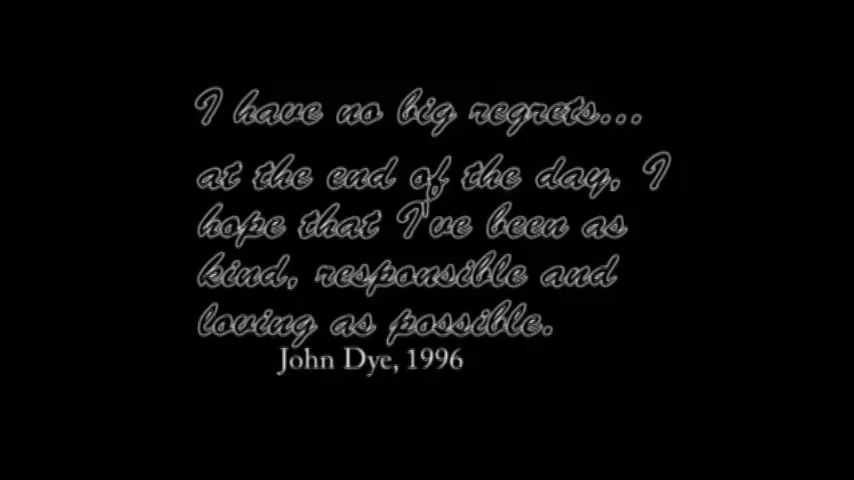 I have no big regrets...
at the end of the day, I
hope that I've been as
kind, responsible and
loving as possible.
John Dye, 1996